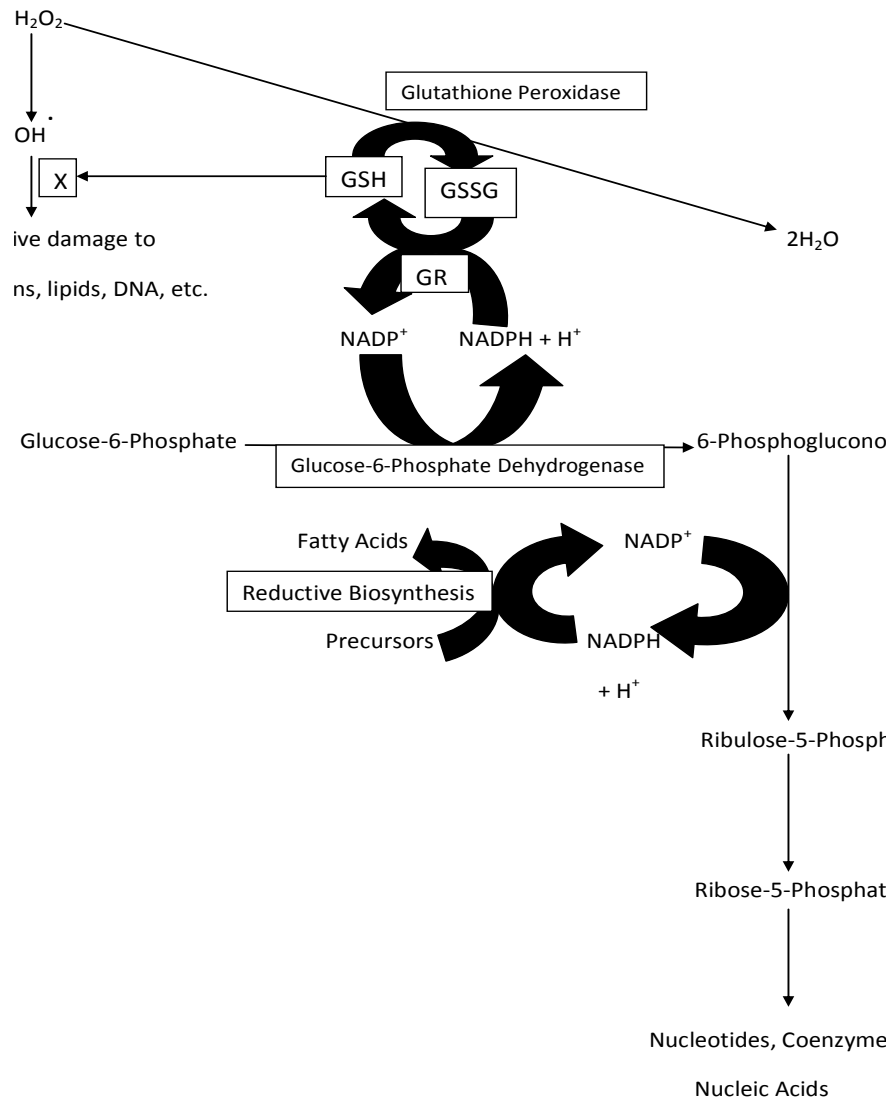 H₂O₂
Glutathione Peroxidase
OH˙
X
GSH
GSSG
ive damage to
2H₂O
ns, lipids, DNA, etc.
GR
NADP⁺ NADPH + H⁺
Glucose-6-Phosphate
Glucose-6-Phosphate Dehydrogenase
6-Phosphogluco­no
Fatty Acids
NADP⁺
Reductive Biosynthesis
Precursors
NADPH
+ H⁺
Ribulose-5-Phosph
Ribose-5-Phosphat
Nucleotides, Coenzyme
Nucleic Acids